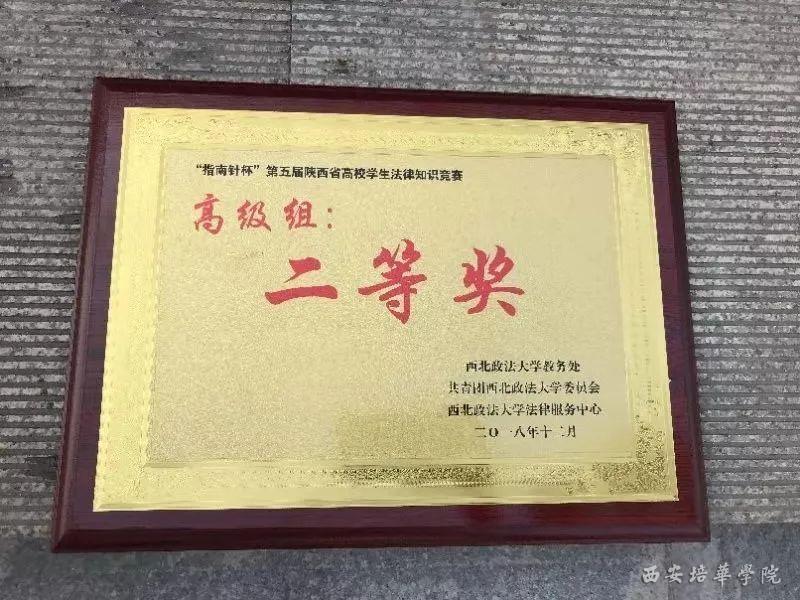 “指南针杯”第五届陕西省高校学生法律知识竞赛
高级组：
二等奖
西北政法大学教务处
共青团西北政法大学委员会
西北政法大学法律服务中心
二〇一八年十二月
西安培華学院